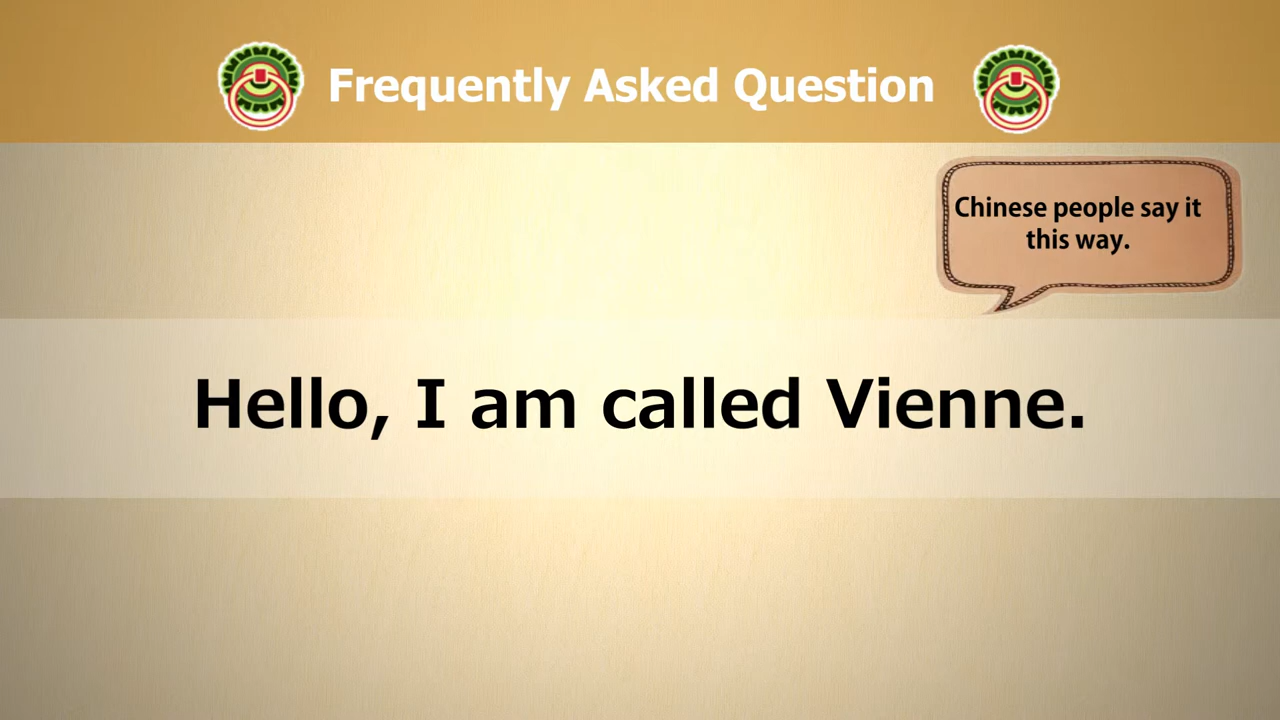 Frequently Asked Question
Chinese people say it
this way.
Hello, I am called Vienne.